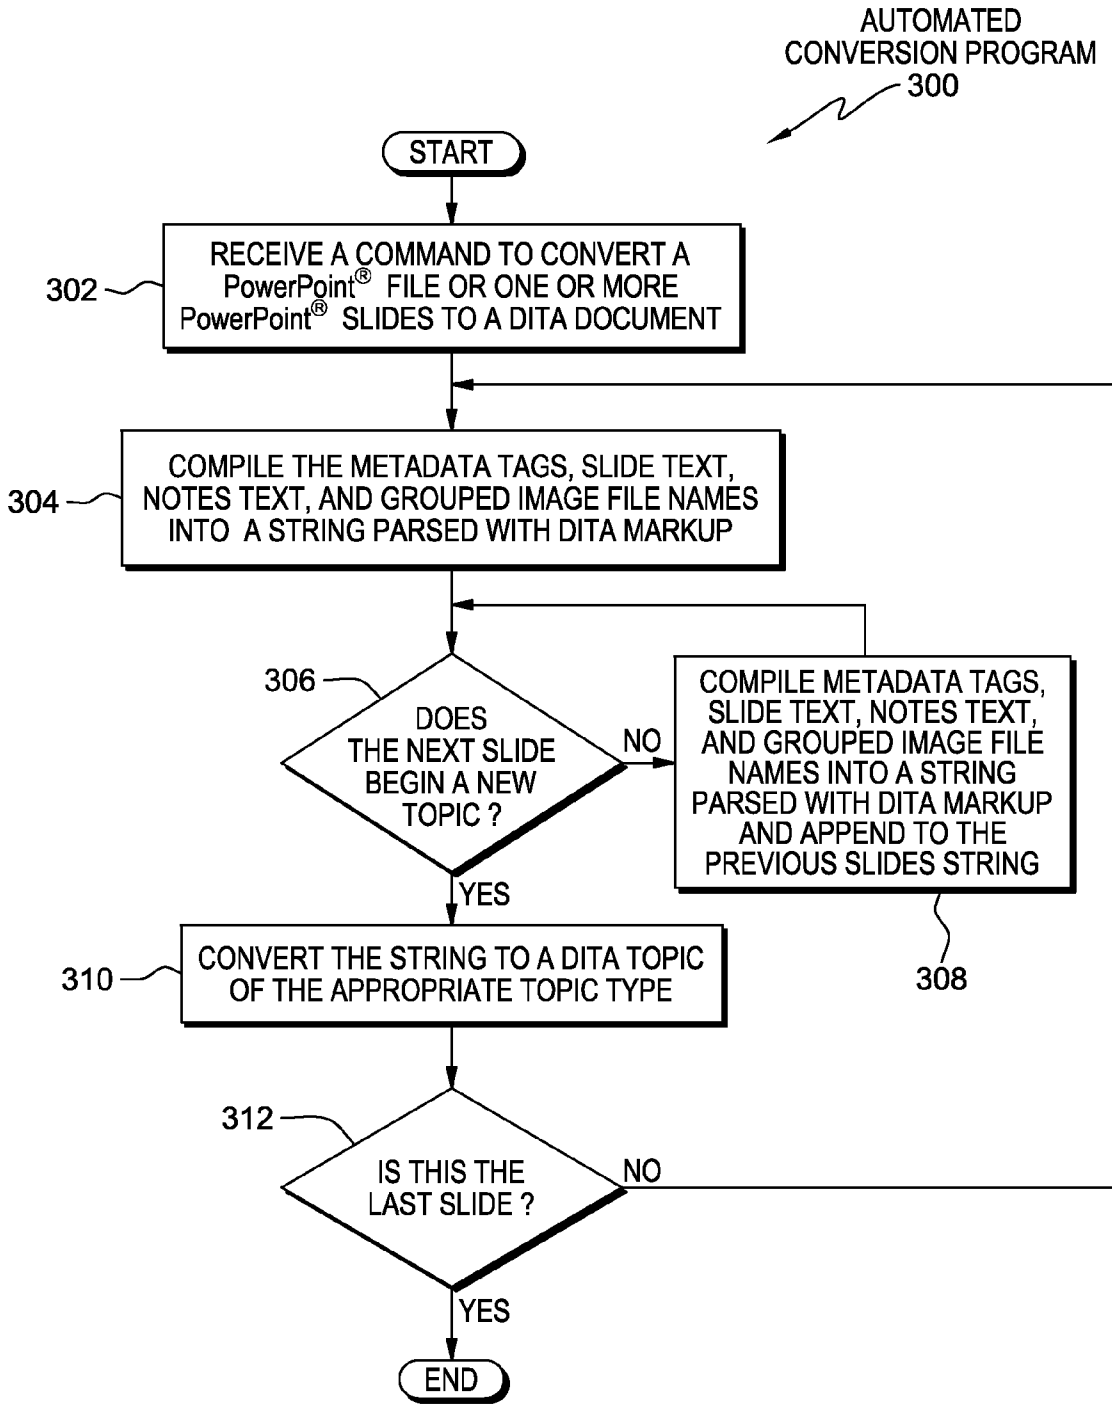 AUTOMATED
CONVERSION PROGRAM
300
START
302
RECEIVE A COMMAND TO CONVERT A
PowerPoint® FILE OR ONE OR MORE
PowerPoint® SLIDES TO A DITA DOCUMENT
304
COMPILE THE METADATA TAGS, SLIDE TEXT,
NOTES TEXT, AND GROUPED IMAGE FILE NAMES
INTO A STRING PARSED WITH DITA MARKUP
306
DOES
THE NEXT SLIDE
BEGIN A NEW
TOPIC ?
NO
COMPILE METADATA TAGS,
SLIDE TEXT, NOTES TEXT,
AND GROUPED IMAGE FILE
NAMES INTO A STRING
PARSED WITH DITA MARKUP
AND APPEND TO THE
PREVIOUS SLIDES STRING
308
YES
310
CONVERT THE STRING TO A DITA TOPIC
OF THE APPROPRIATE TOPIC TYPE
312
IS THIS THE
LAST SLIDE ?
NO
YES
END